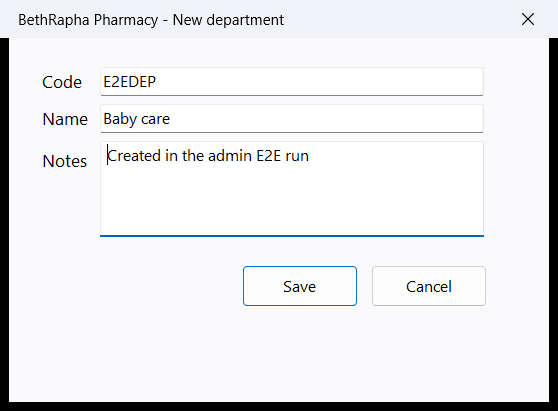 BethRapha Pharmacy - New department
Code E2EDEP
Name Baby care
Notes Created in the admin E2E run
Save Cancel